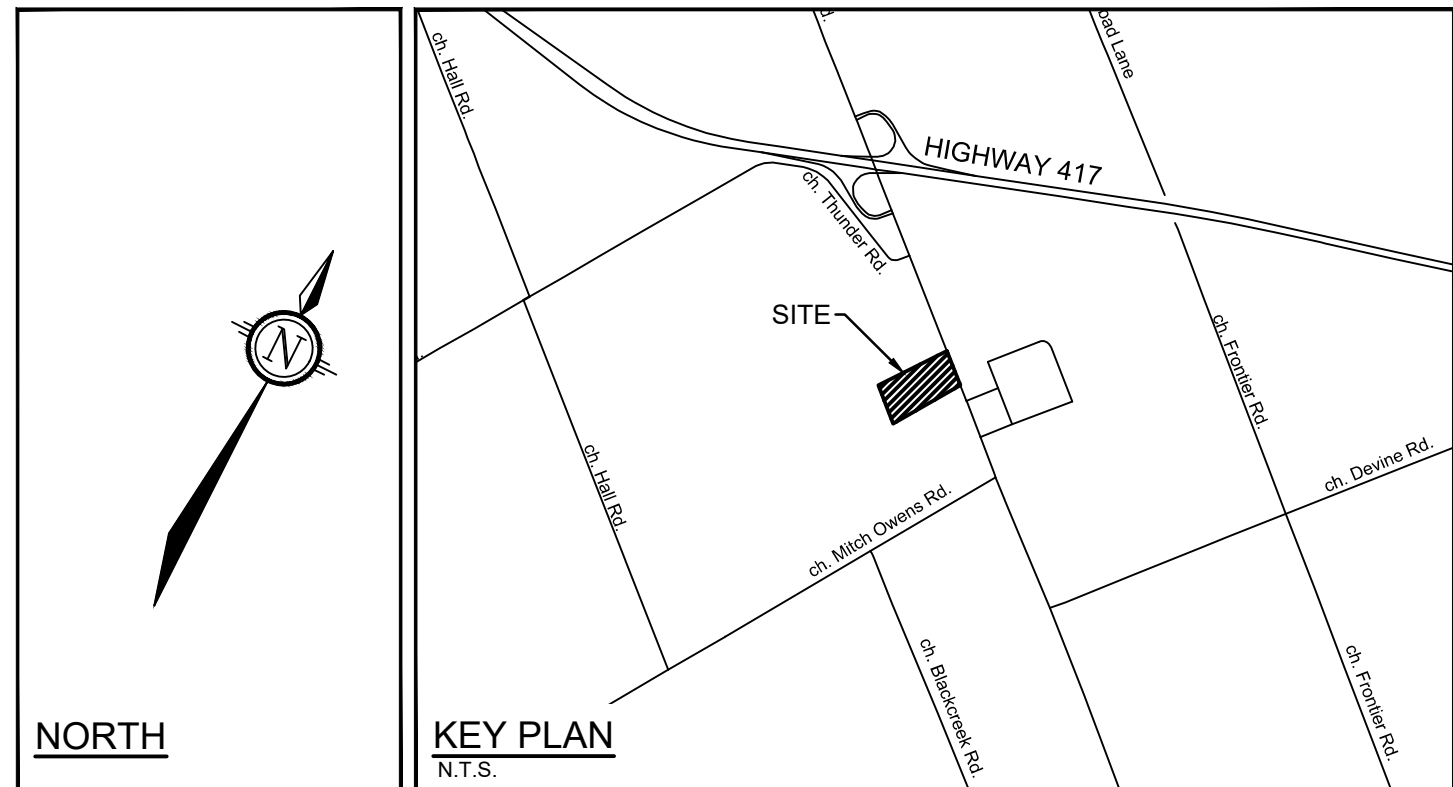 N
NORTH
ch. Hall Rd.
HIGHWAY 417
ch. Thunder Rd.
SITE
ch. Frontier Rd.
ch. Hall Rd.
ch. Devine Rd.
ch. Mitch Owens Rd.
ch. Blackcreek Rd.
ch. Frontier Rd.
KEY PLAN
N.T.S.
Lane